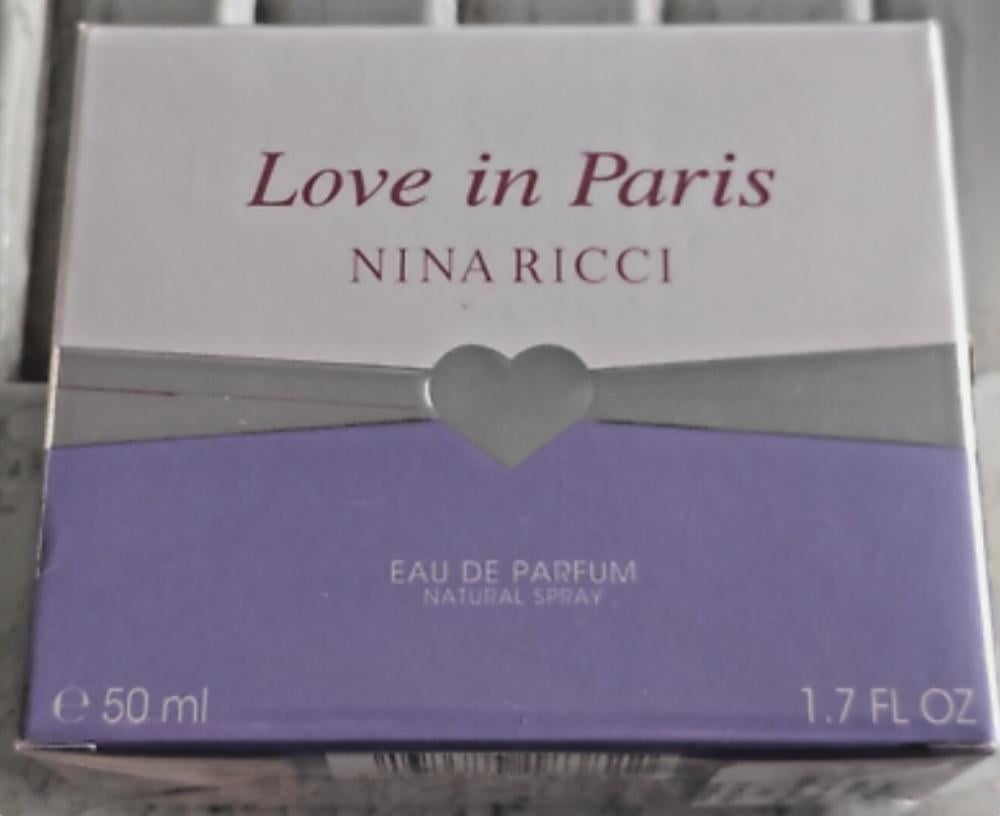 Love in Paris
NINA RICCI
EAU DE PARFUM
NATURAL SPRAY
℮ 50 ml
1.7 FL OZ